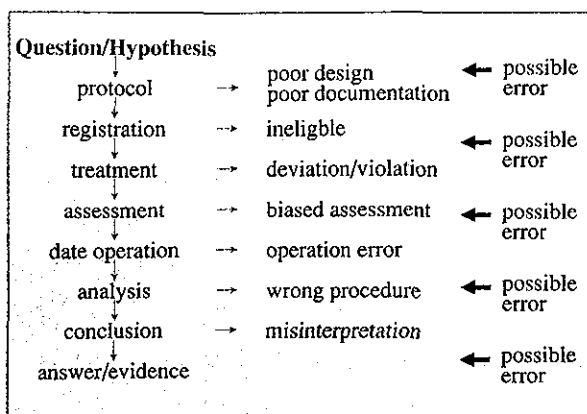 Question/Hypothesis
protocol → poor design
poor documentation
possible
error
registration → ineligble
possible
error
treatment → deviation/violation
assessment → biased assessment
possible
error
date operation → operation error
analysis → wrong procedure
possible
error
conclusion → misinterpretation
answer/evidence
possible
error